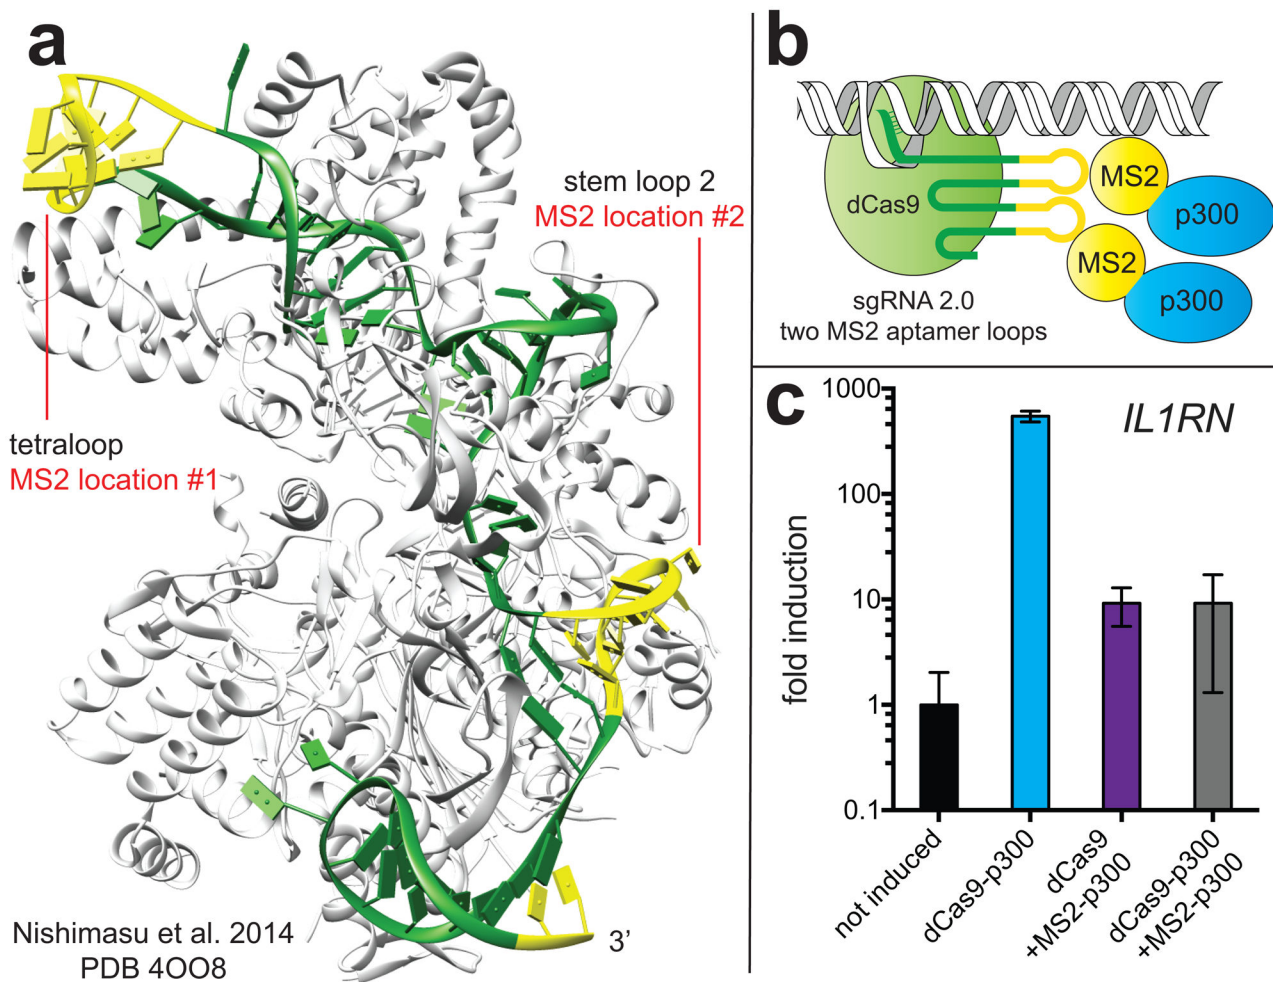 a
stem loop 2
MS2 location #2
tetraloop
MS2 location #1
Nishimasu et al. 2014
PDB 4OO8
3’
b
dCas9
MS2
p300
MS2
p300
sgRNA 2.0
two MS2 aptamer loops
c
IL1RN
fold induction
1000
100
10
1
0.1
not induced
dCas9-p300
dCas9
+MS2-p300
dCas9-p300
+MS2-p300